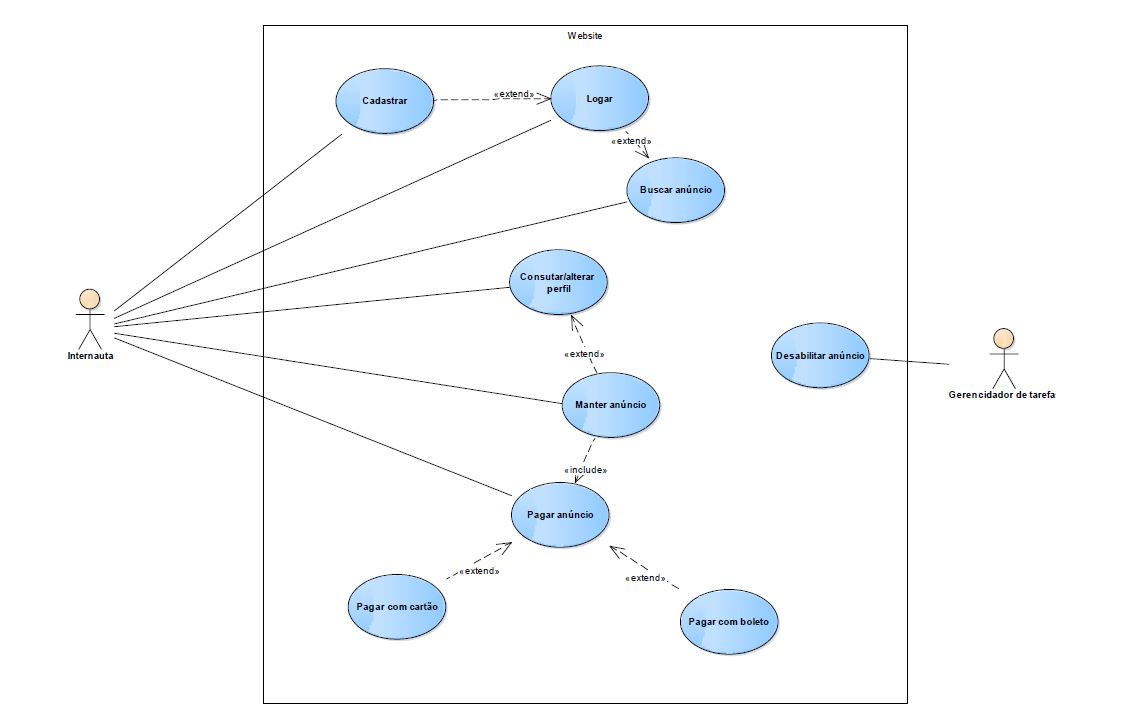 Website
Cadastrar
«extend»
Logar
«extend»
Buscar anúncio
Consutar/alterar
perfil
«extend»
Internauta
Desabilitar anúncio
Gerencidador de tarefa
Manter anúncio
«include»
Pagar anúncio
«extend»
«extend»
Pagar com cartão
Pagar com boleto